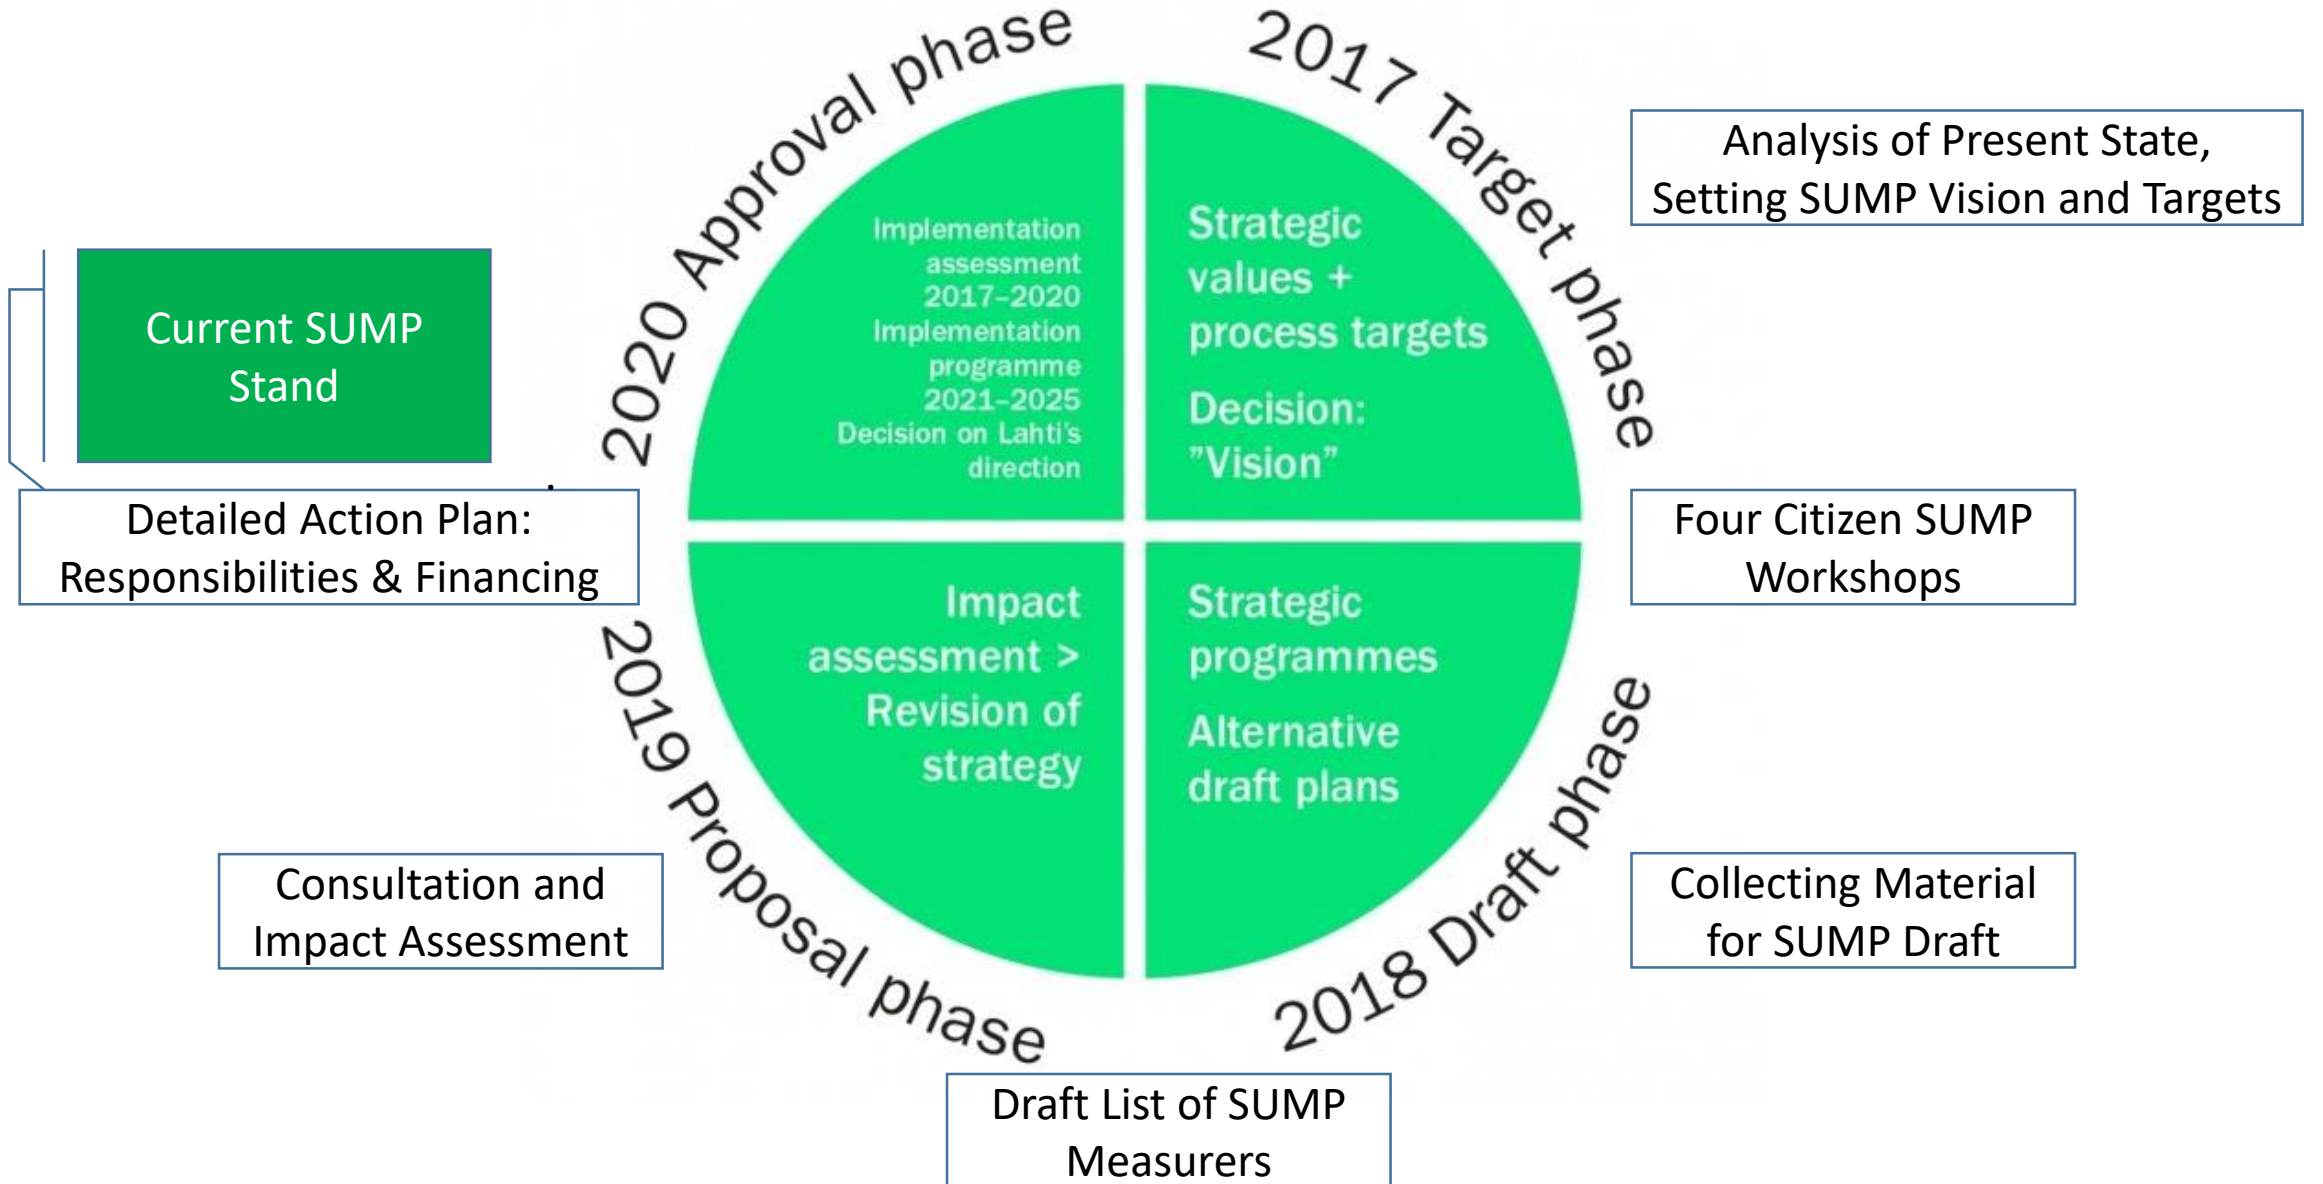 2020 Approval phase
2017 Target phase
Analysis of Present State,
Setting SUMP Vision and Targets
Current SUMP
Stand
Implementation
assessment
2017–2020
Implementation
programme
2021–2025
Decision on Lahti's
direction
Strategic
values +
process targets
Decision:
"Vision"
Detailed Action Plan:
Responsibilities & Financing
Four Citizen SUMP
Workshops
Impact
assessment >
Revision of
strategy
Strategic
programmes
Alternative
draft plans
2019 Proposal phase
2018 Draft phase
Consultation and
Impact Assessment
Collecting Material
for SUMP Draft
Draft List of SUMP
Measurers